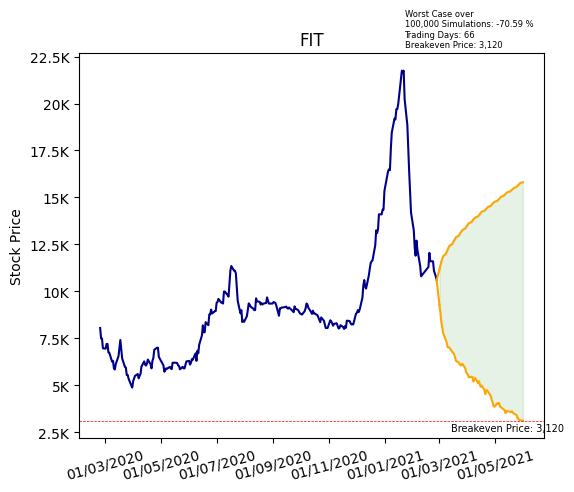 Worst Case over
100,000 Simulations: -70.59 %
Trading Days: 66
Breakeven Price: 3,120
FIT
22.5K
20K
17.5K
15K
12.5K
10K
7.5K
5K
2.5K
Stock Price
Breakeven Price: 3,120
01/03/2020
01/05/2020
01/07/2020
01/09/2020
01/11/2020
01/01/2021
01/03/2021
01/05/2021